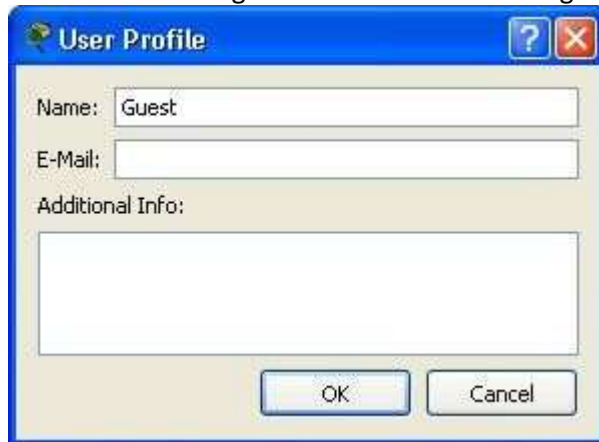 User Profile
Name: Guest
E-Mail:
Additional Info:
OK Cancel